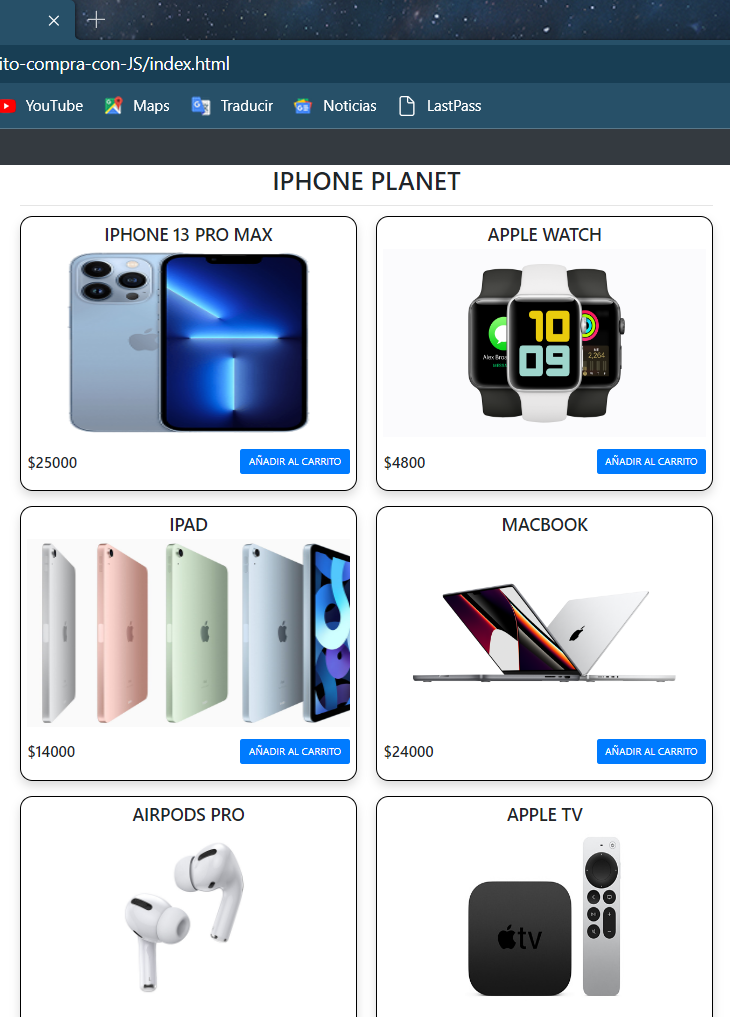 ito-compra-con-JS/index.html
YouTube Maps Traducir Noticias LastPass
IPHONE PLANET
IPHONE 13 PRO MAX
$25000 AÑADIR AL CARRITO
APPLE WATCH
10
09
2,264
$4800 AÑADIR AL CARRITO
IPAD
$14000 AÑADIR AL CARRITO
MACBOOK
$24000 AÑADIR AL CARRITO
AIRPODS PRO
APPLE TV
tv